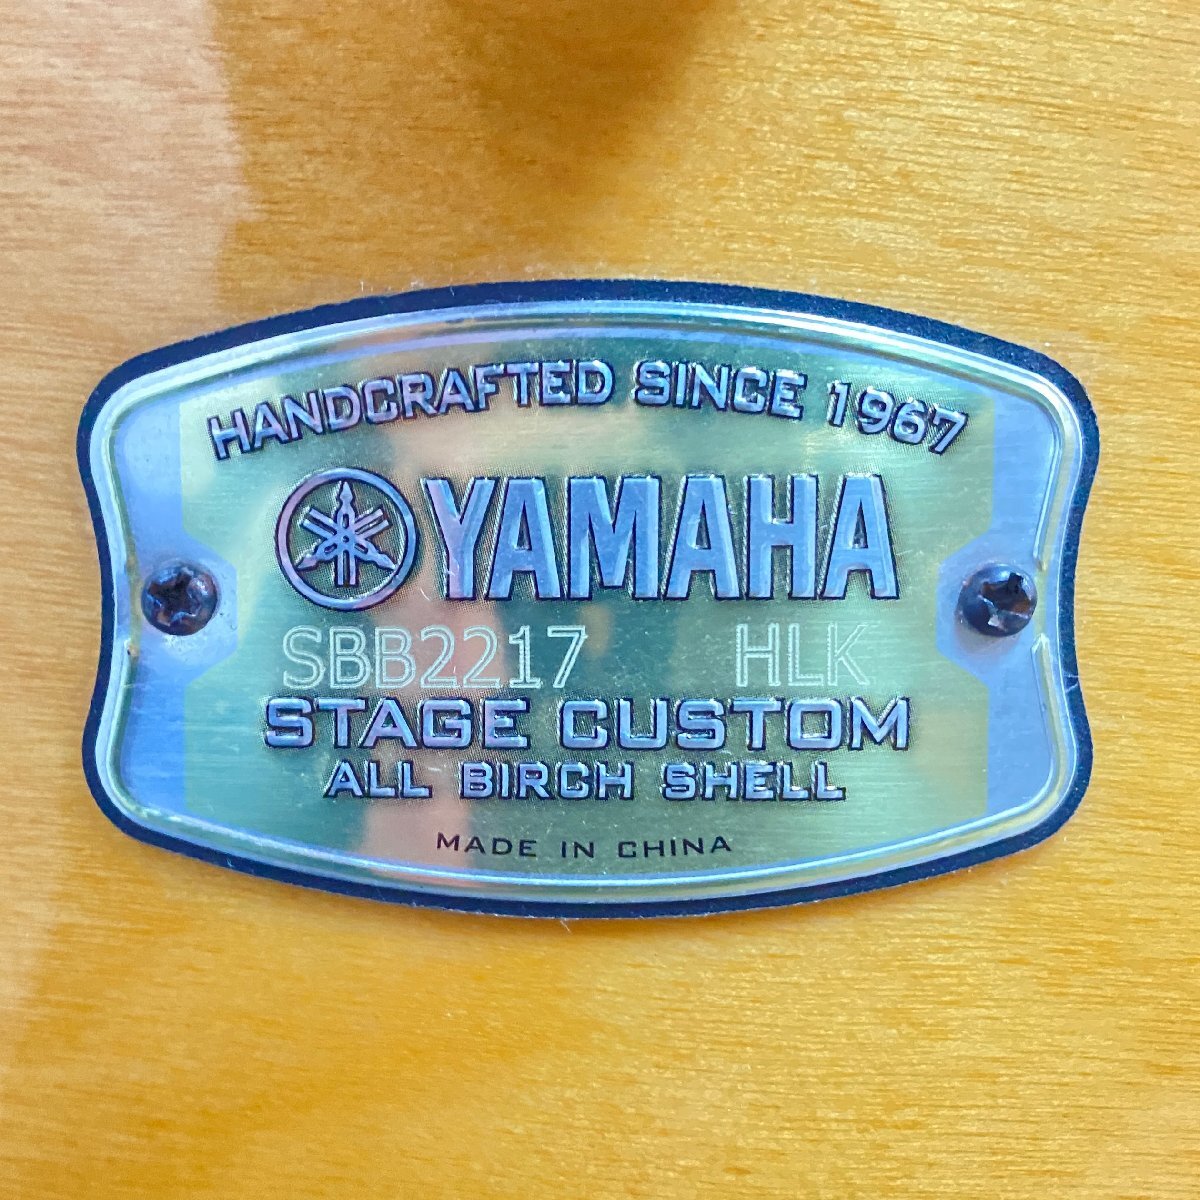 HANDCRAFTED SINCE 1967
YAMAHA
SBB2217 HLK
STAGE CUSTOM
ALL BIRCH SHELL
MADE IN CHINA